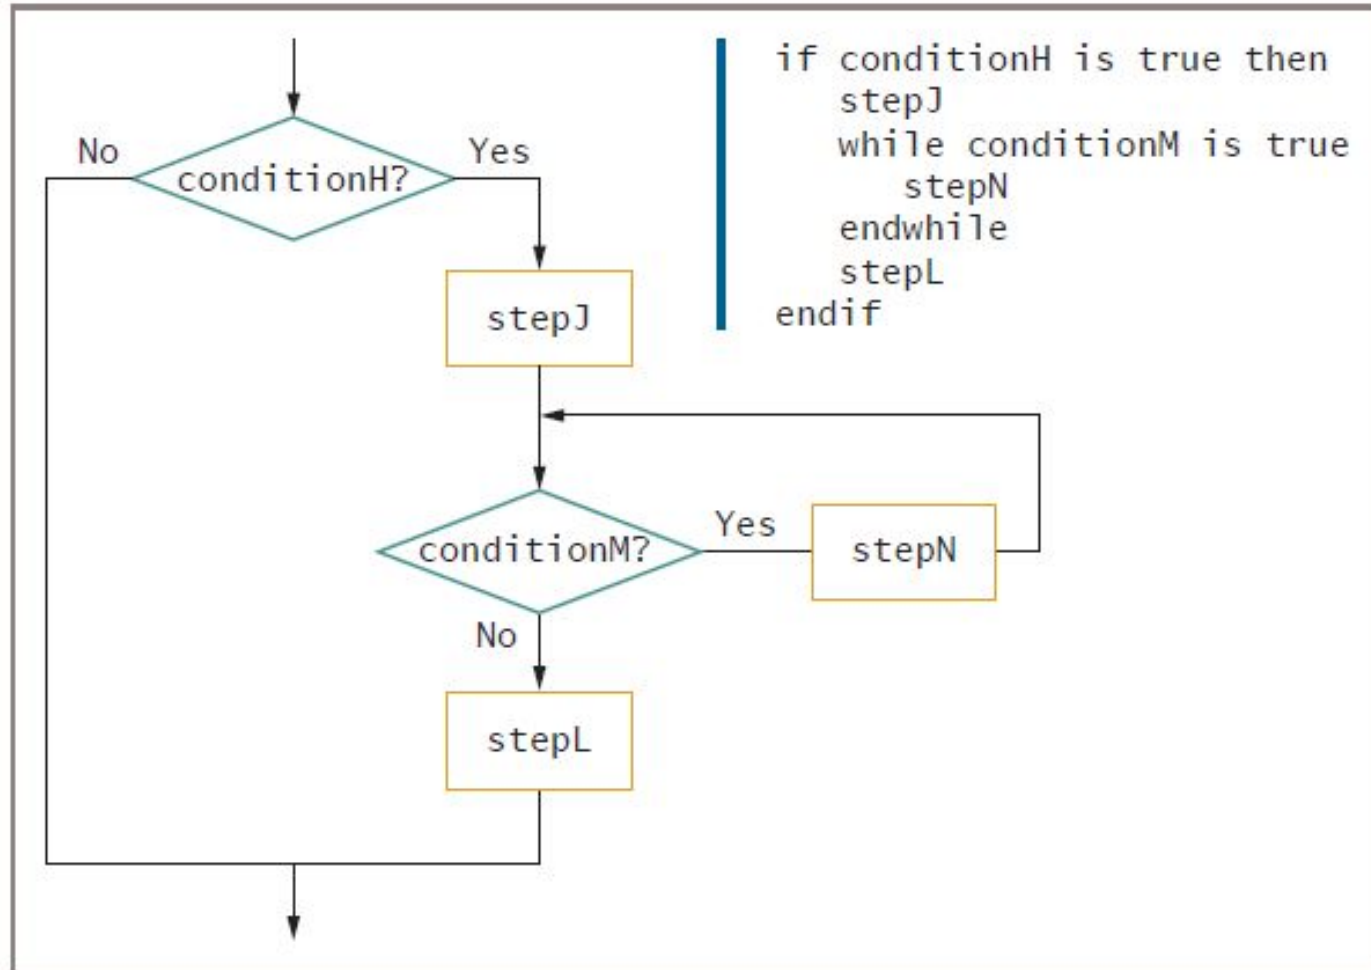 No
Yes
conditionH?
stepJ
conditionM?
Yes
stepN
No
stepL
if conditionH is true then
   stepJ
   while conditionM is true
      stepN
   endwhile
   stepL
endif